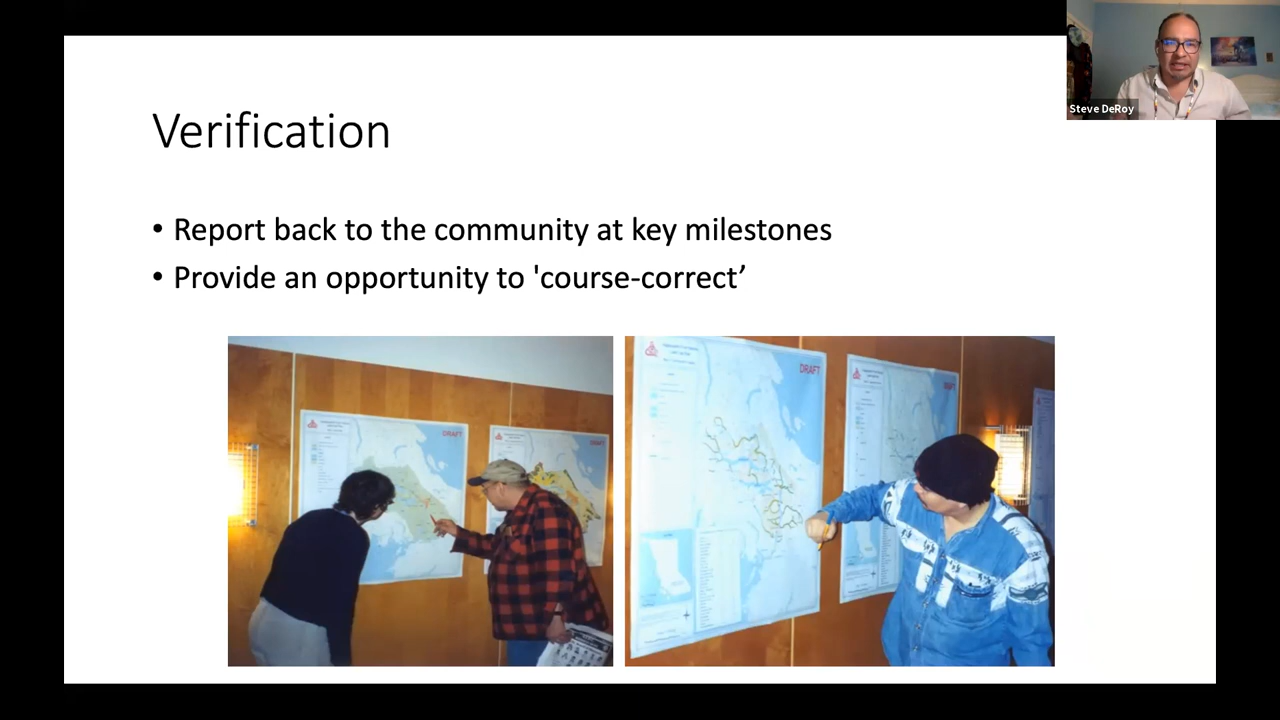 Steve DeRoy
Verification
• Report back to the community at key milestones
• Provide an opportunity to 'course-correct’
DRAFT
DRAFT
DRAFT